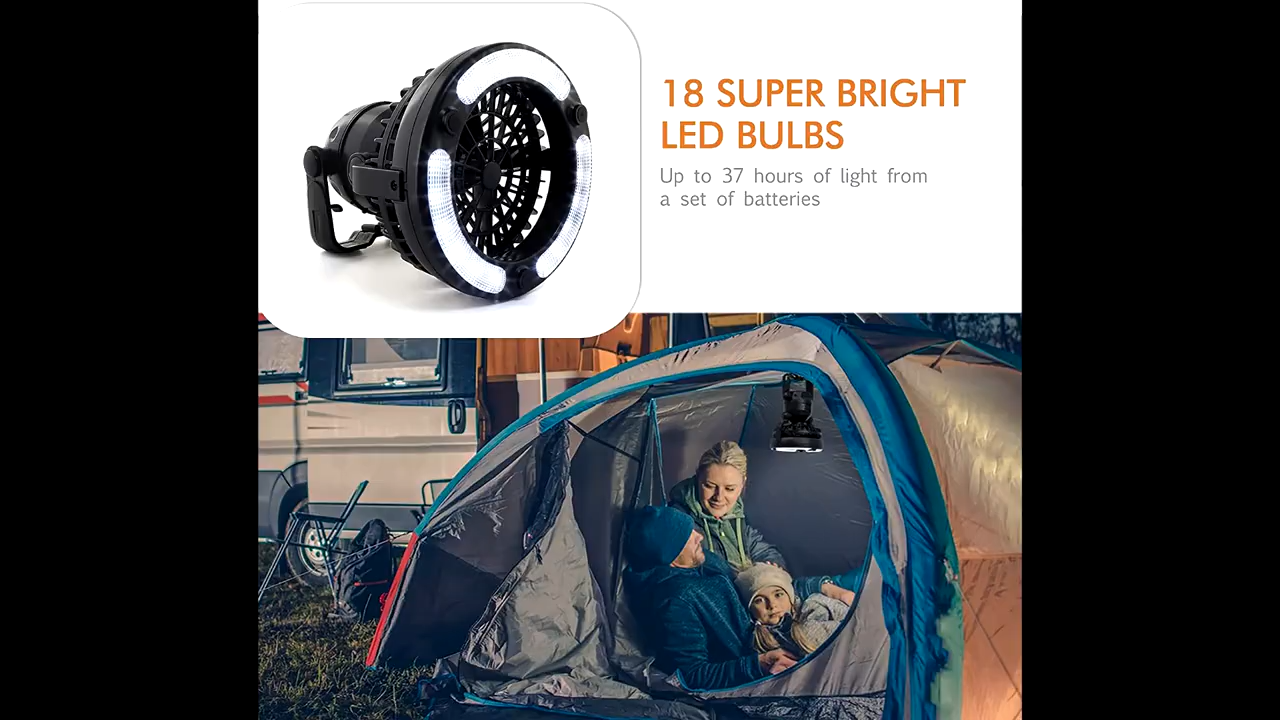 18 SUPER BRIGHT
LED BULBS
Up to 37 hours of light from
a set of batteries